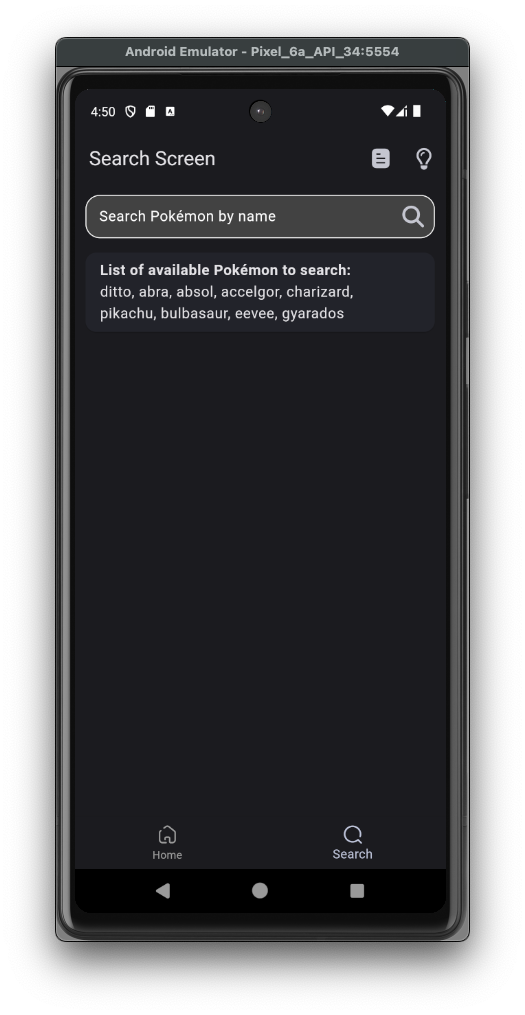 Android Emulator - Pixel_6a_API_34:5554
4:50
Search Screen
Search Pokémon by name
List of available Pokémon to search:
ditto, abra, absol, accelgor, charizard,
pikachu, bulbasaur, eevee, gyarados
Home
Search